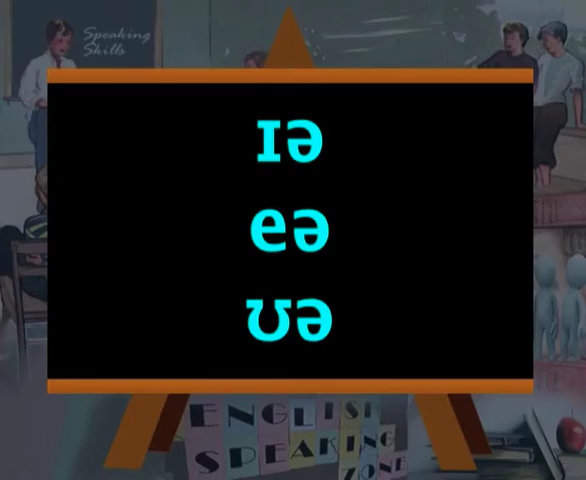 Speaking
Skills
ɪə
eə
ʊə
ENGLISH
SPEAKING
ZONE